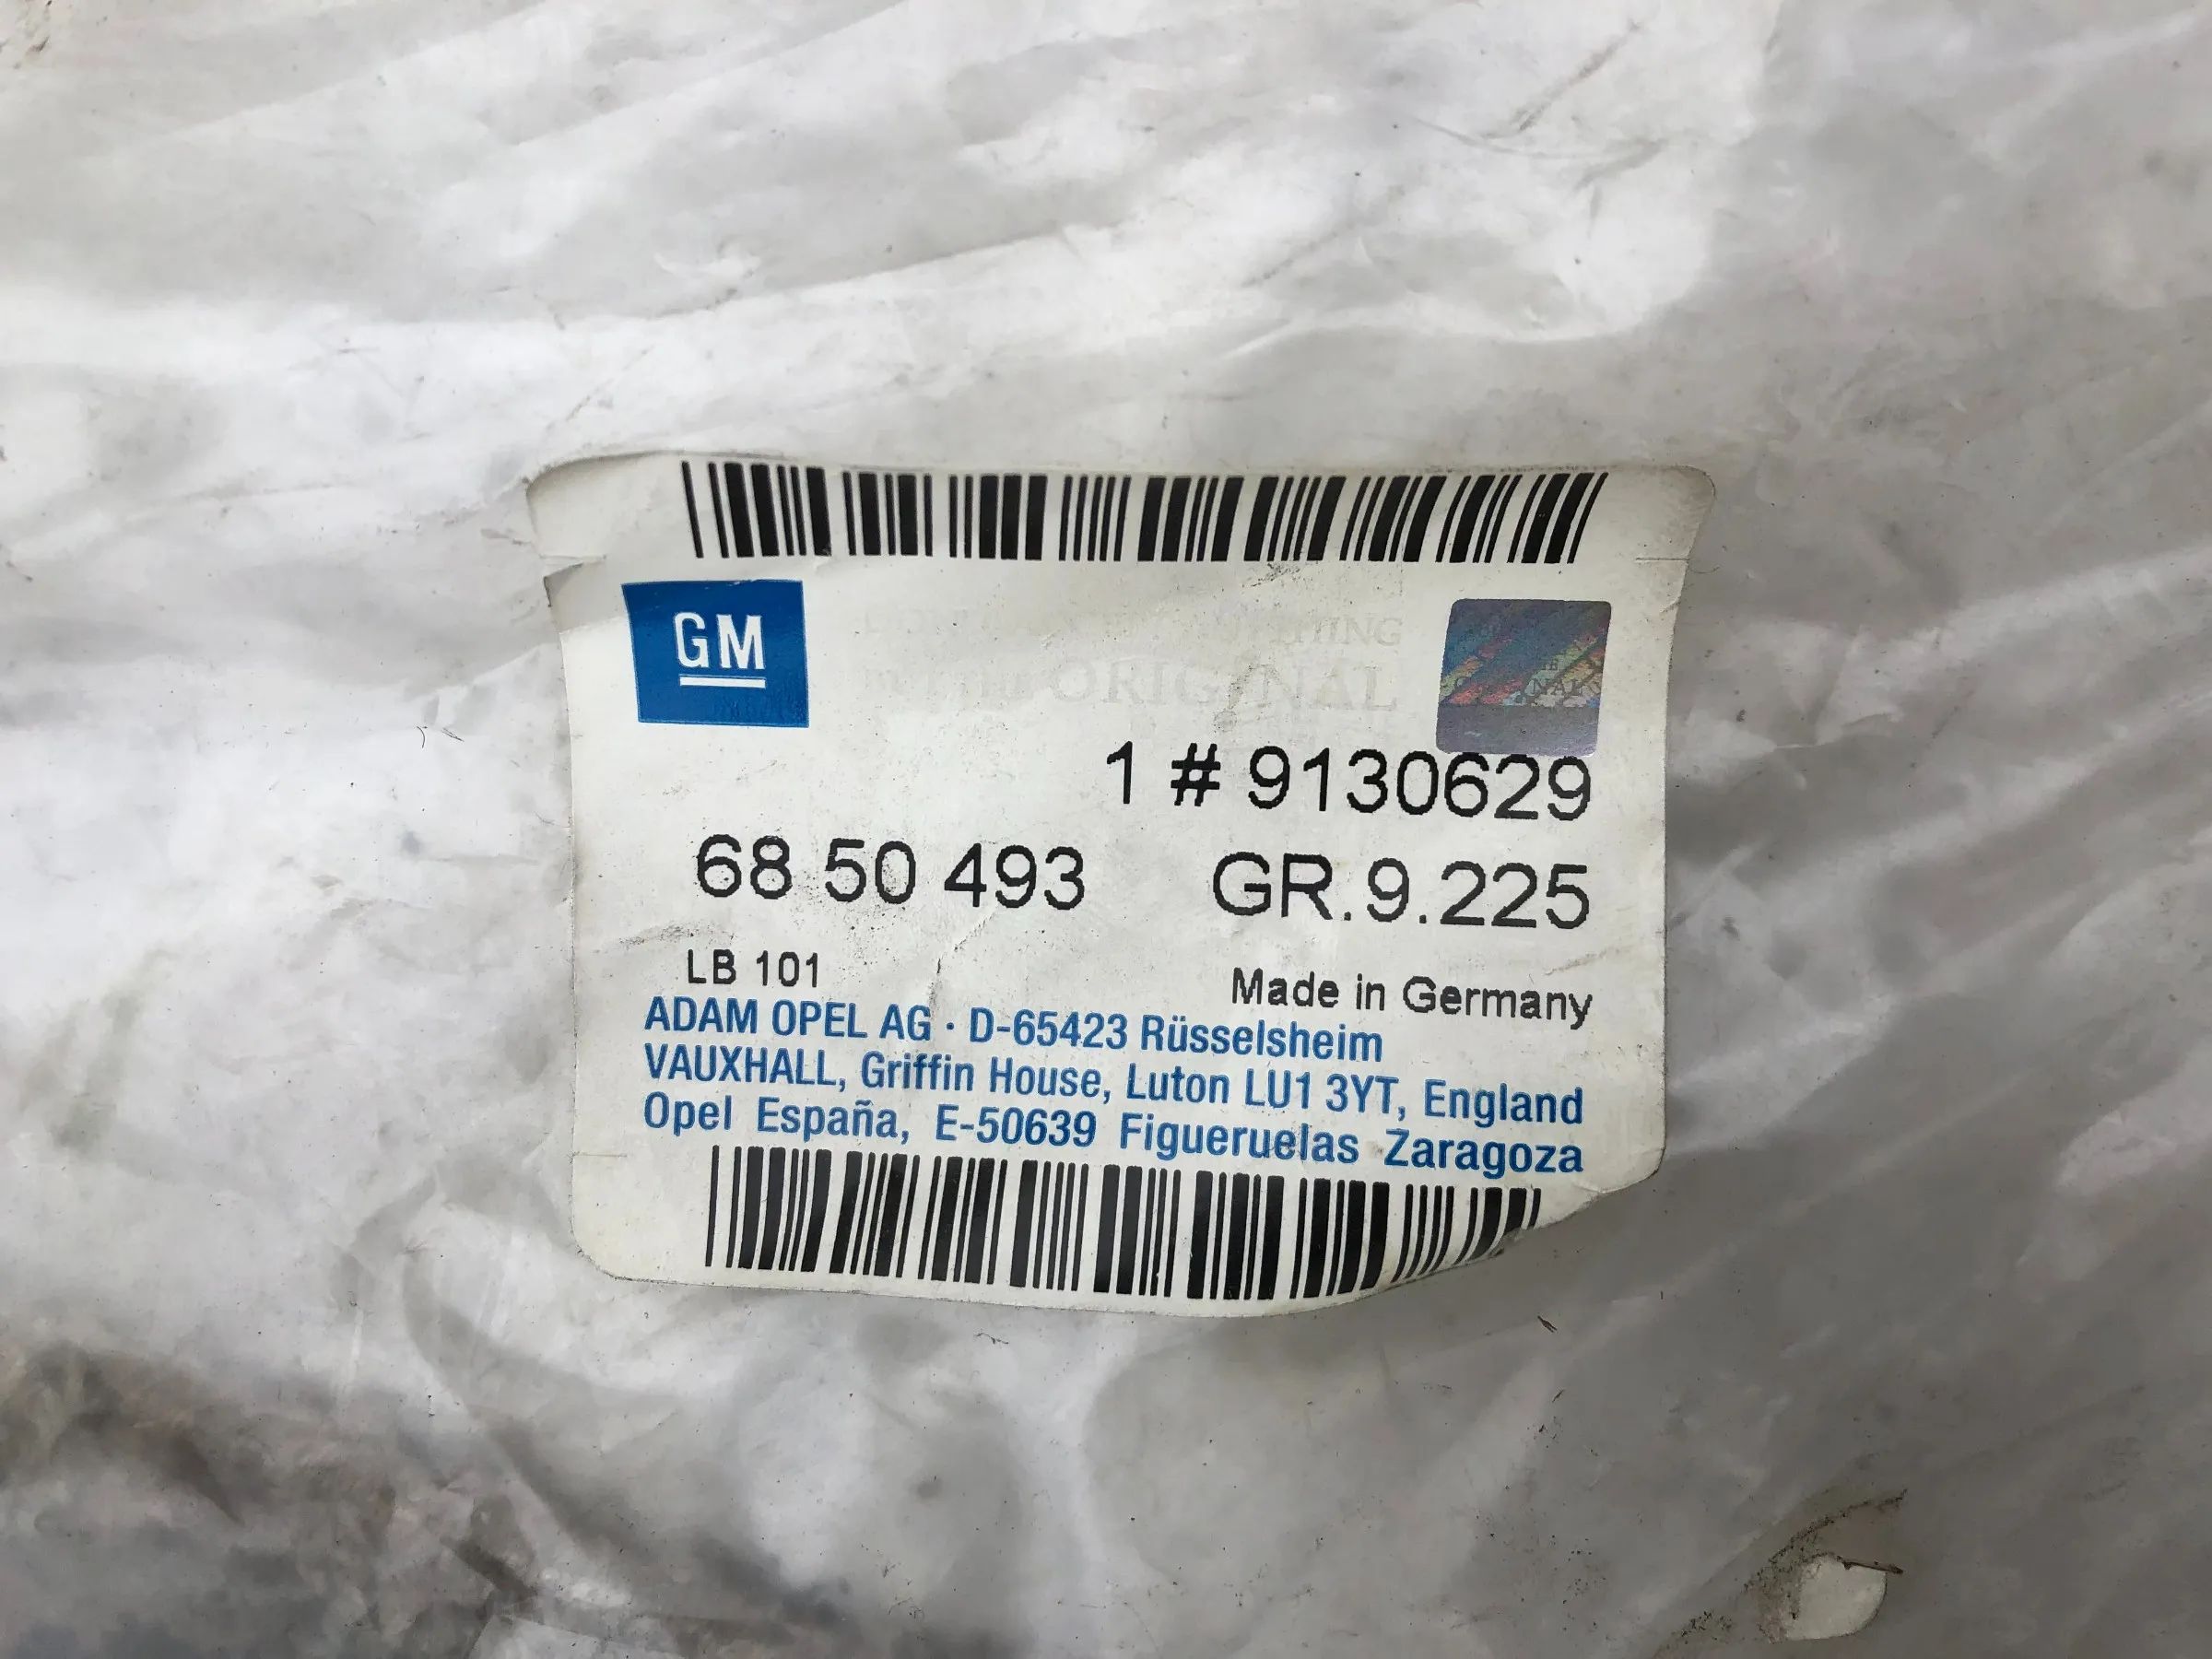 GM
ORIGINAL
1 # 9130629
68 50 493 GR.9.225
LB 101 Made in Germany
ADAM OPEL AG · D-65423 Rüsselsheim
VAUXHALL, Griffin House, Luton LU1 3YT, England
Opel España, E-50639 Figueruelas Zaragoza